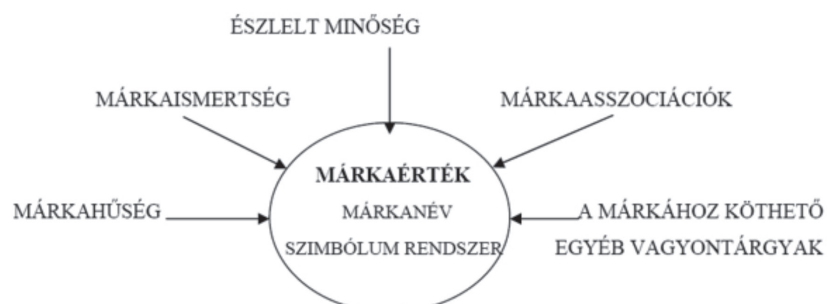 ÉSZLELT MINŐSÉG
MÁRKAISMERTSÉG
MÁRKAASSZOCIÁCIÓK
MÁRKAÉRTÉK
MÁRKAHŰSÉG
MÁRKANÉV
A MÁRKÁHOZ KÖTHETŐ
SZIMBÓLUM RENDSZER
EGYÉB VAGYONTÁRGYAK